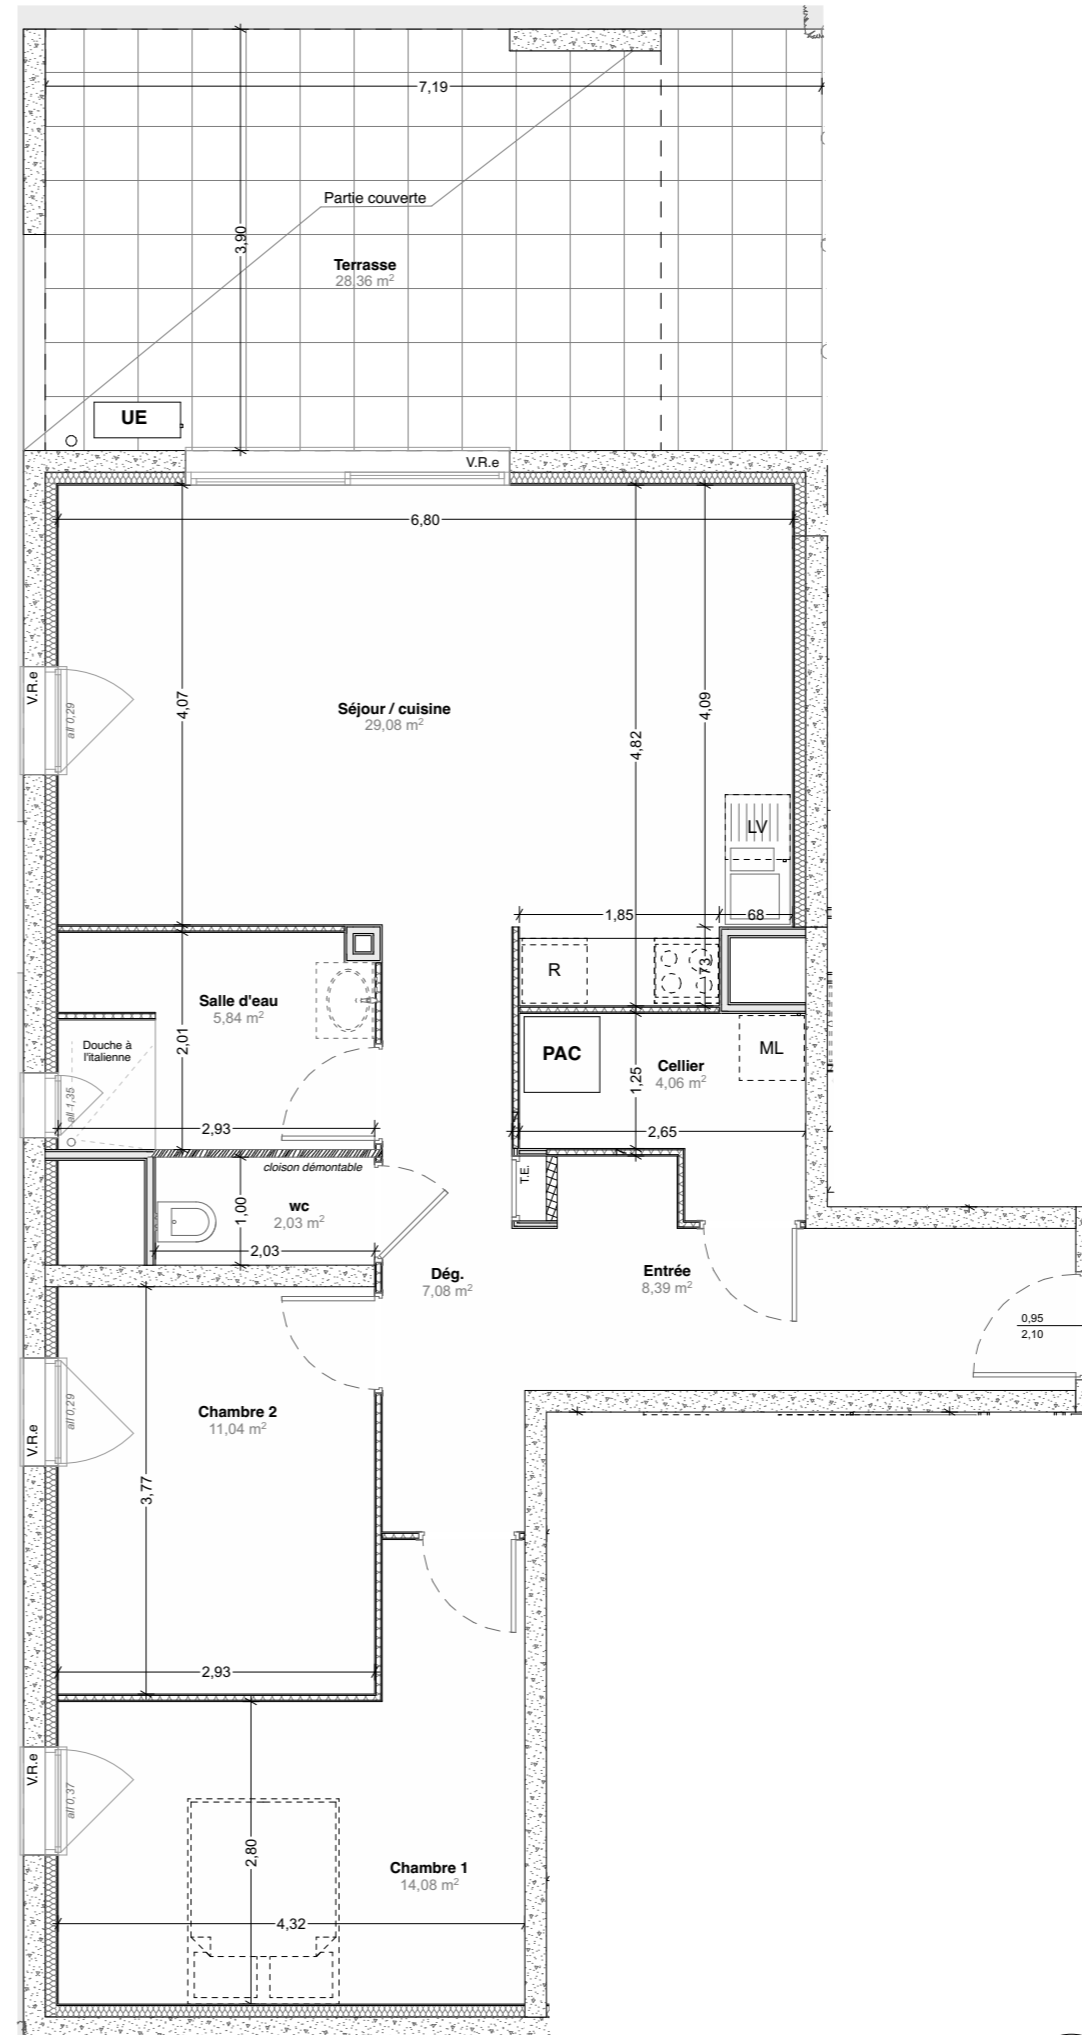 7,19
Partie couverte
3,90
Terrasse
28,36 m²
UE
V.R.e
6,80
V.R.e
all 0,29
4,07
Séjour / cuisine
29,08 m²
4,09
4,82
LV
1,85
68
R
73
Salle d'eau
5,84 m²
2,01
Douche à
l'italienne
PAC
ML
Cellier
4,06 m²
1,25
all 1,35
2,93
2,65
cloison démontable
T.E.
wc
2,03 m²
1,00
2,03
Dég.
7,08 m²
Entrée
8,39 m²
0,95
2,10
V.R.e
all 0,29
Chambre 2
11,04 m²
3,77
2,93
V.R.e
all 0,37
2,80
Chambre 1
14,08 m²
4,32